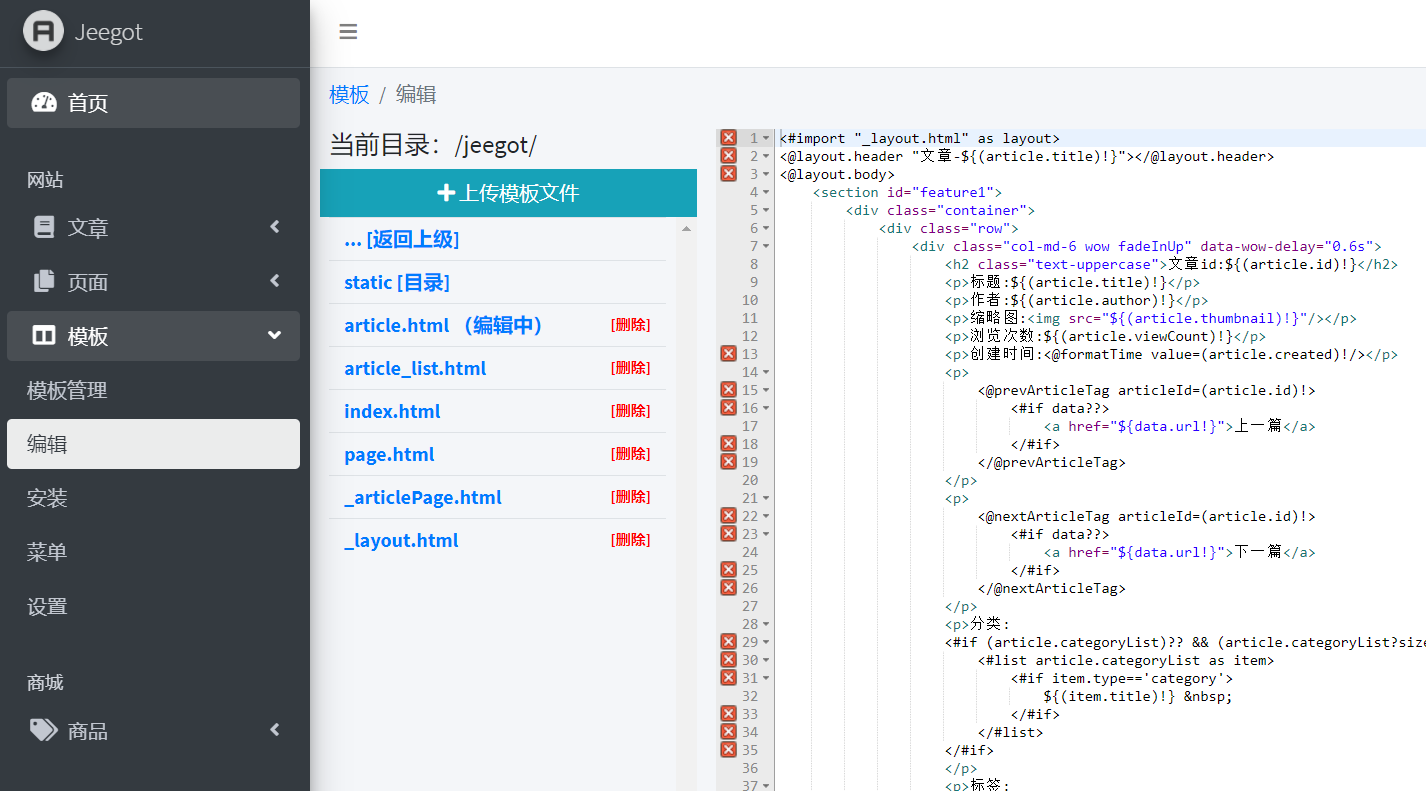 Jeegot
首页
网站
文章
页面
模板
模板管理
编辑
安装
菜单
设置
商城
商品
模板 / 编辑
当前目录：/jeegot/
上传模板文件
... [返回上级]
static [目录]
article.html （编辑中） [删除]
article_list.html [删除]
index.html [删除]
page.html [删除]
_articlePage.html [删除]
_layout.html [删除]
1 <#import "_layout.html" as layout>
2 <@layout.header "文章-${(article.title)!}"></@layout.header>
3 <@layout.body>
4 <section id="feature1">
5 <div class="container">
6 <div class="row">
7 <div class="col-md-6 wow fadeInUp" data-wow-delay="0.6s">
8 <h2 class="text-uppercase">文章id:${(article.id)!}</h2>
9 <p>标题:${(article.title)!}</p>
10 <p>作者:${(article.author)!}</p>
11 <p>缩略图:<img src="${(article.thumbnail)!}"/></p>
12 <p>浏览次数:${(article.viewCount)!}</p>
13 <p>创建时间:<@formatTime value=(article.created)!/></p>
14 <p>
15 <@prevArticleTag articleId=(article.id)!>
16 <#if data??>
17 <a href="${data.url!}">上一篇</a>
18 </#if>
19 </@prevArticleTag>
20 </p>
21 <p>
22 <@nextArticleTag articleId=(article.id)!>
23 <#if data??>
24 <a href="${data.url!}">下一篇</a>
25 </#if>
26 </@nextArticleTag>
27 </p>
28 <p>分类:
29 <#if (article.categoryList)?? && (article.categoryList?size
30 <#list article.categoryList as item>
31 <#if item.type=='category'>
32 ${(item.title)!} &nbsp;
33 </#if>
34 </#list>
35 </#if>
36 </p>
37 <p>标签: